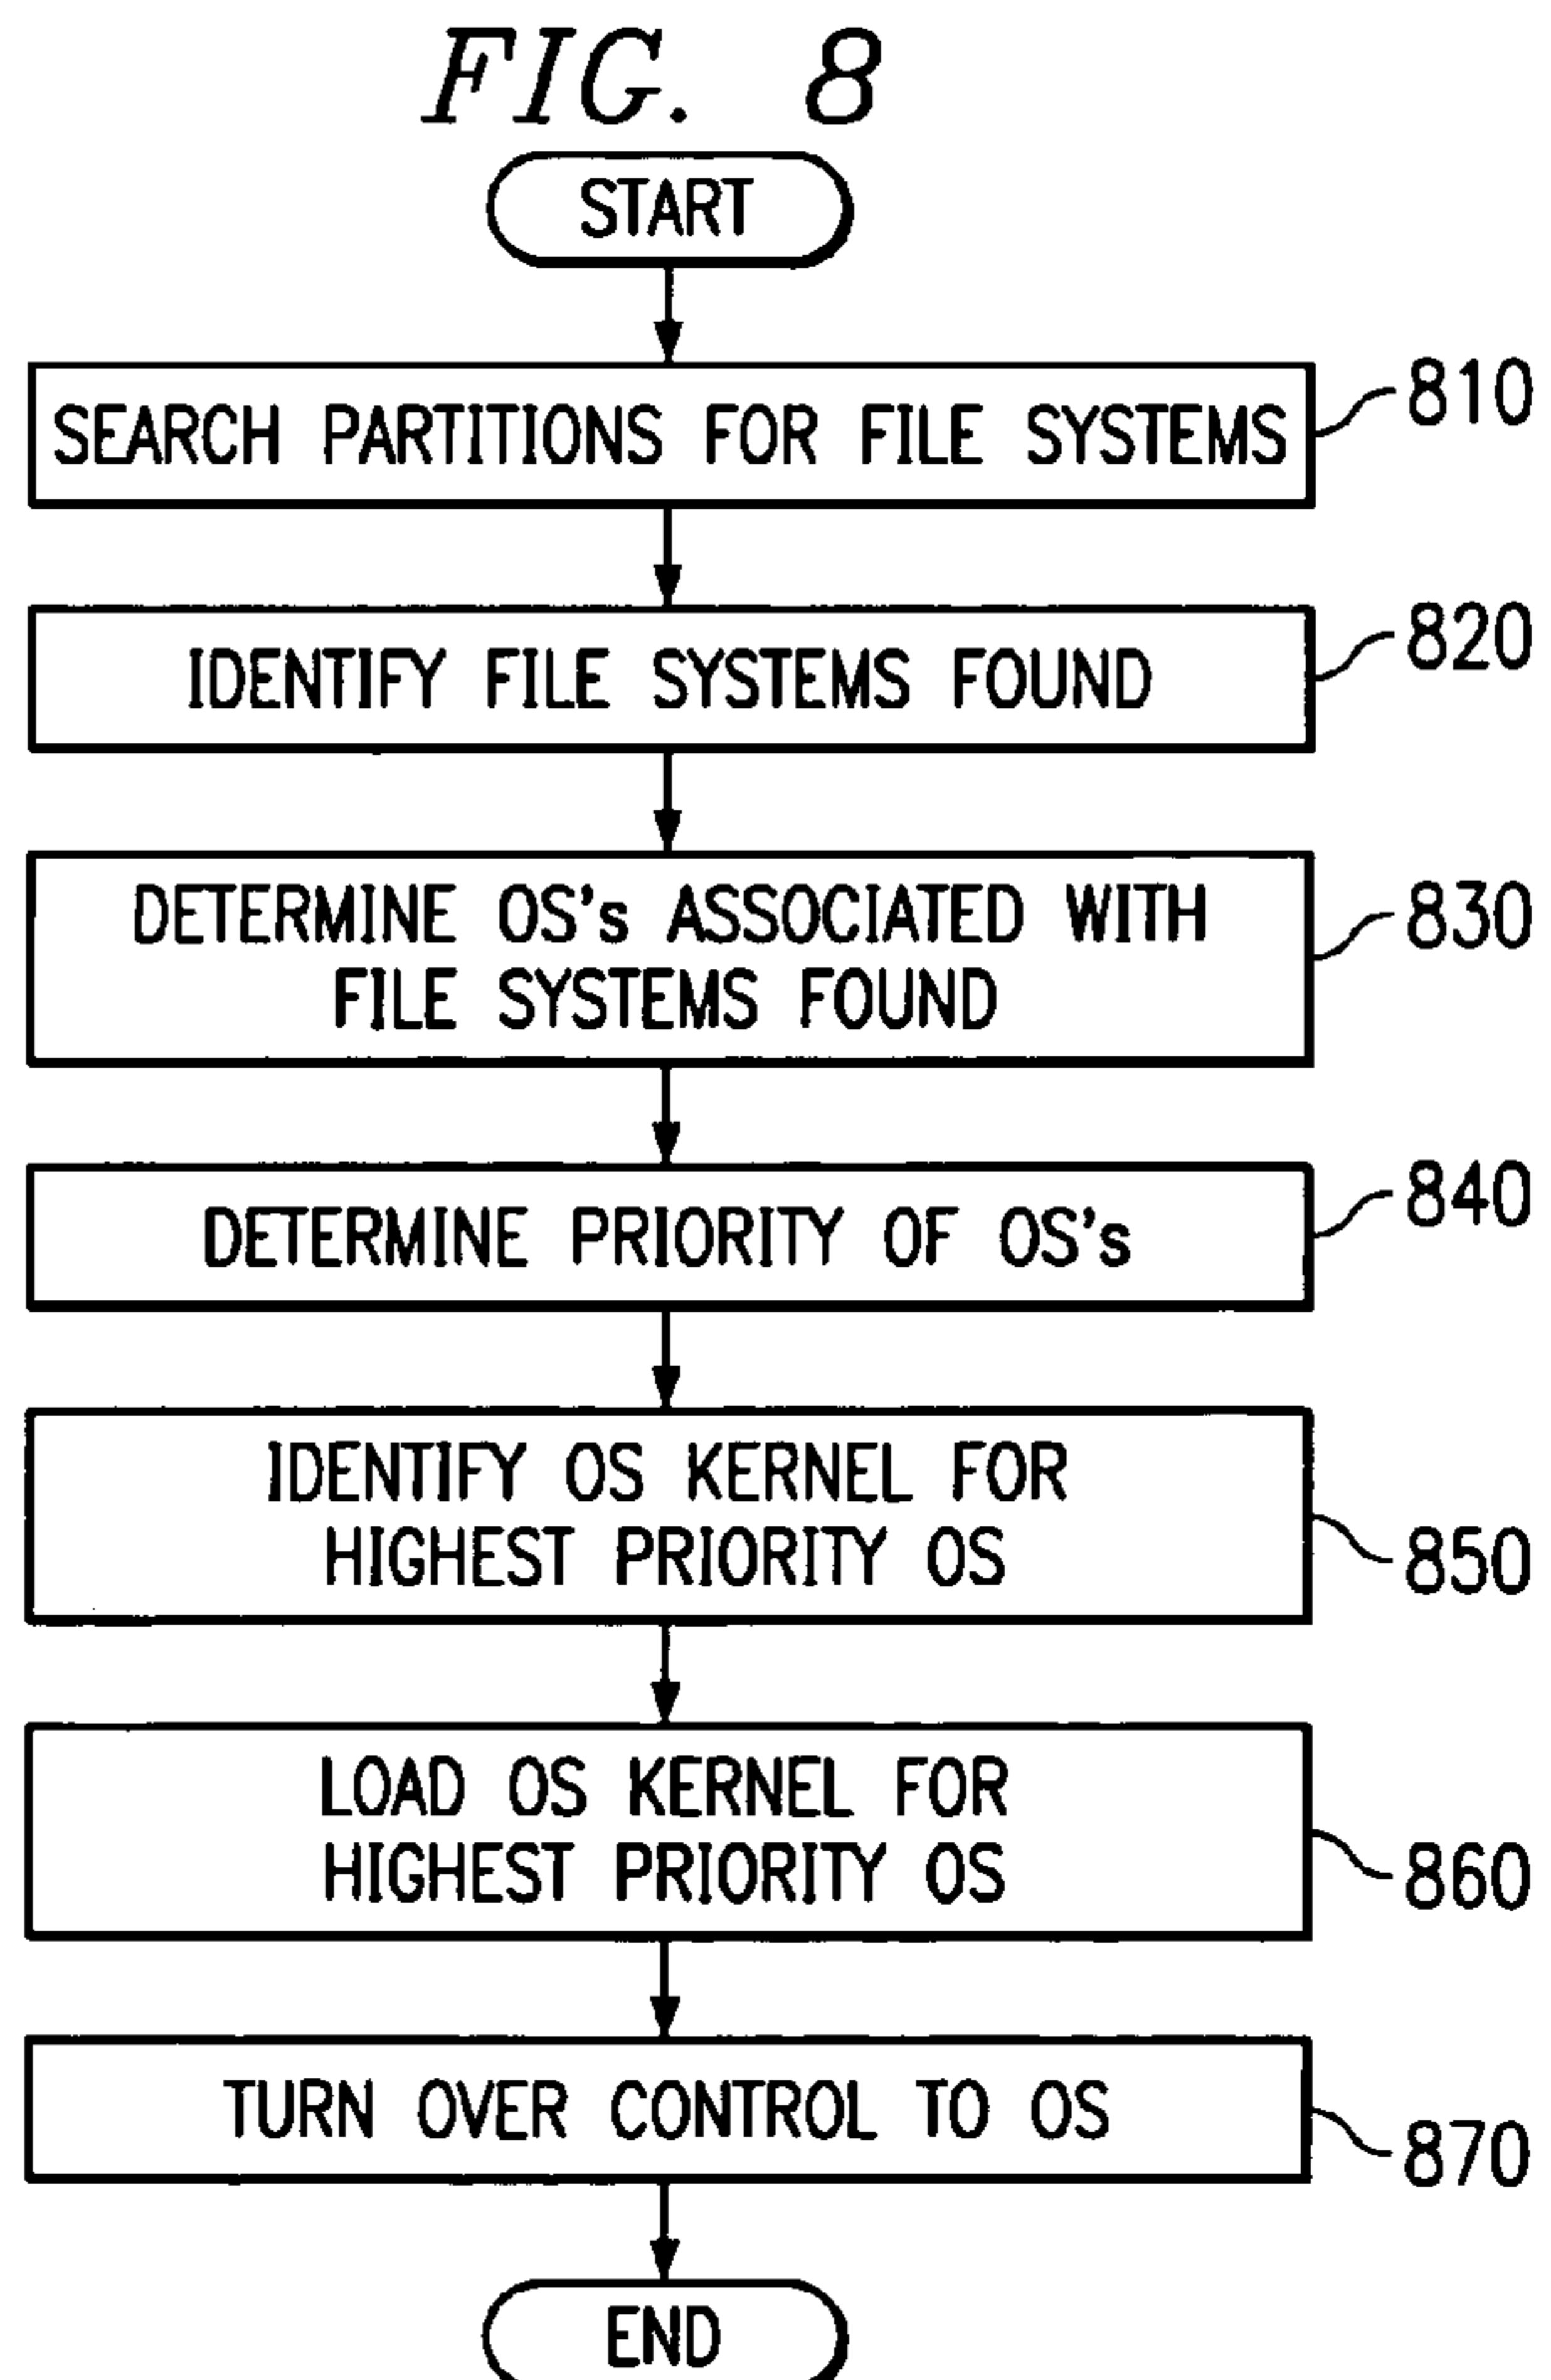 FIG. 8
START
SEARCH PARTITIONS FOR FILE SYSTEMS
810
IDENTIFY FILE SYSTEMS FOUND
820
DETERMINE OS's ASSOCIATED WITH
FILE SYSTEMS FOUND
830
DETERMINE PRIORITY OF OS's
840
IDENTIFY OS KERNEL FOR
HIGHEST PRIORITY OS
850
LOAD OS KERNEL FOR
HIGHEST PRIORITY OS
860
TURN OVER CONTROL TO OS
870
END